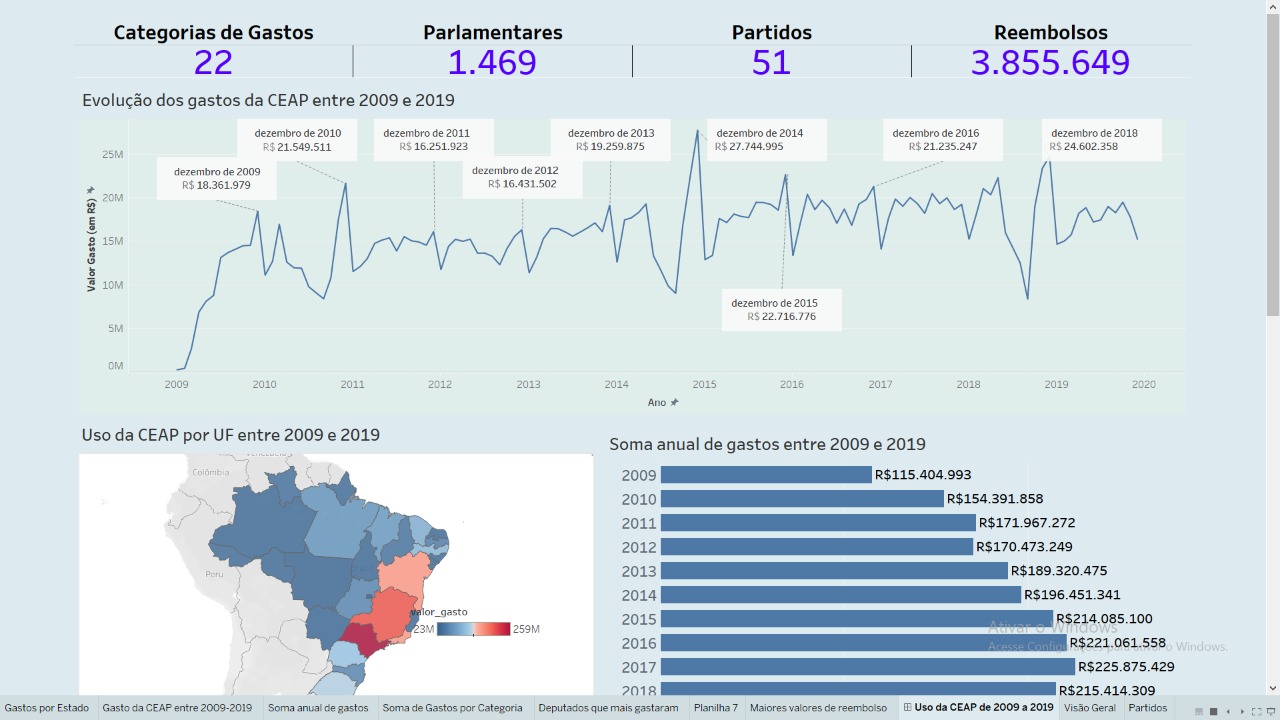 Categorias de Gastos
22
Parlamentares
1.469
Partidos
51
Reembolsos
3.855.649
Evolução dos gastos da CEAP entre 2009 e 2019
Valor Gasto (em R$)
25M
20M
15M
10M
5M
0M
dezembro de 2009
R$ 18.361.979
dezembro de 2010
R$ 21.549.511
dezembro de 2011
R$ 16.251.923
dezembro de 2012
R$ 16.431.502
dezembro de 2013
R$ 19.259.875
dezembro de 2014
R$ 27.744.995
dezembro de 2015
R$ 22.716.776
dezembro de 2016
R$ 21.235.247
dezembro de 2018
R$ 24.602.358
2009 2010 2011 2012 2013 2014 2015 2016 2017 2018 2019 2020
Ano
Uso da CEAP por UF entre 2009 e 2019
Venezuela
Colômbia
Peru
valor_gasto
23M 259M
Soma anual de gastos entre 2009 e 2019
2009 R$115.404.993
2010 R$154.391.858
2011 R$171.967.272
2012 R$170.473.249
2013 R$189.320.475
2014 R$196.451.341
2015 R$214.085.100
2016 R$221.061.558
2017 R$225.875.429
2018 R$215.414.309
Ativar o Windows
Acesse Configurações para ativar o Windows.
Gastos por Estado
Gasto da CEAP entre 2009-2019
Soma anual de gastos
Soma de Gastos por Categoria
Deputados que mais gastaram
Planilha 7
Maiores valores de reembolso
Uso da CEAP de 2009 a 2019
Visão Geral
Partidos